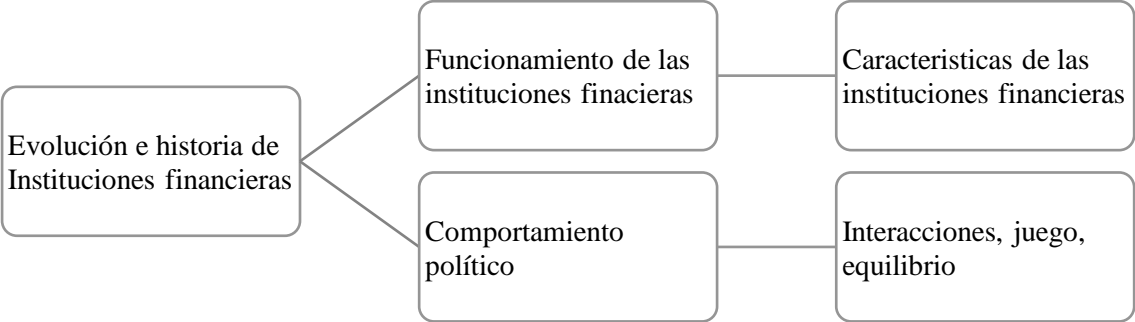 Evolución e historia de
Instituciones financieras
Funcionamiento de las
instituciones finacieras
Caracteristicas de las
instituciones financieras
Comportamiento
político
Interacciones, juego,
equilibrio